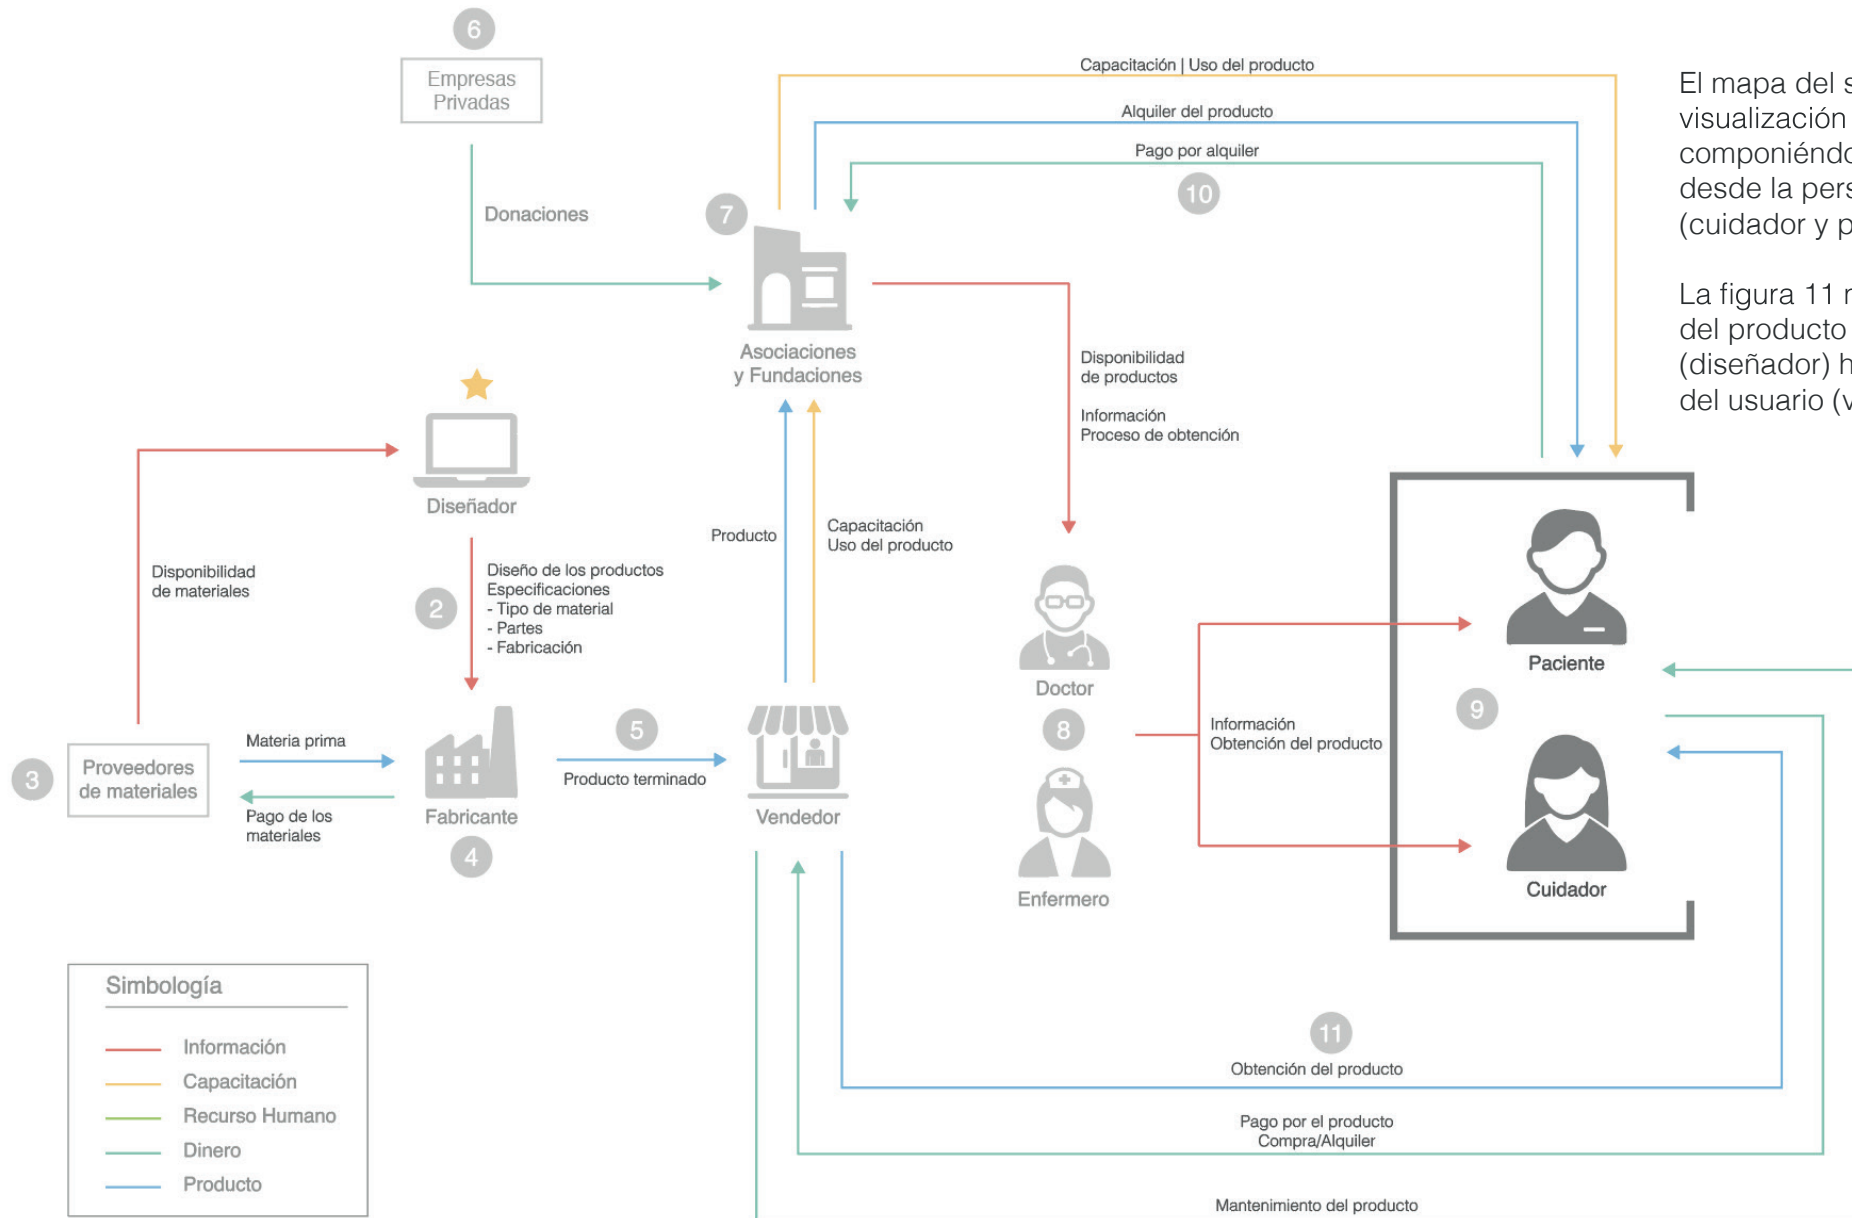 6
Empresas
Privadas
Donaciones
7
Asociaciones
y Fundaciones
Capacitación | Uso del producto
Alquiler del producto
Pago por alquiler
10
El mapa del s
visualización
componiéndo
desde la pers
(cuidador y p
La figura 11
del producto
(diseñador) h
del usuario (v
Disponibilidad
de productos
Información
Proceso de obtención
Diseñador
Disponibilidad
de materiales
2
Diseño de los productos
Especificaciones
- Tipo de material
- Partes
- Fabricación
Producto
Capacitación
Uso del producto
3
Proveedores
de materiales
Materia prima
Pago de los
materiales
Fabricante
4
5
Producto terminado
Vendedor
Doctor
8
Enfermero
Información
Obtención del producto
Paciente
9
Cuidador
11
Obtención del producto
Pago por el producto
Compra/Alquiler
Mantenimiento del producto
Simbología
Información
Capacitación
Recurso Humano
Dinero
Producto